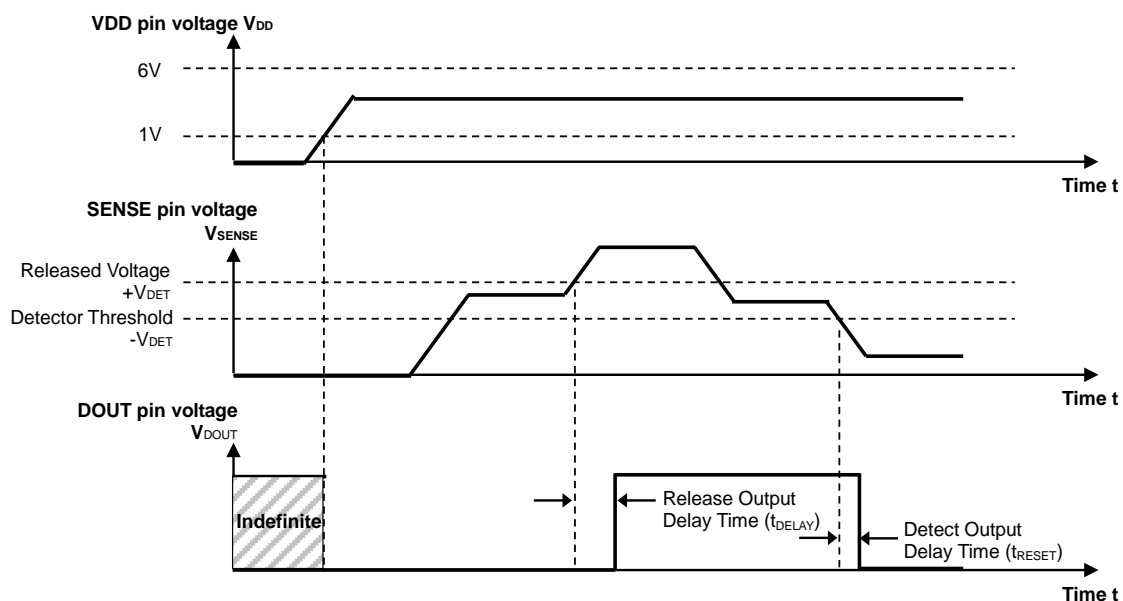 VDD pin voltage VDD
6V
1V
Time t
SENSE pin voltage
VSENSE
Released Voltage
+VDET
Detector Threshold
-VDET
Time t
DOUT pin voltage
VDOUT
Indefinite
Release Output
Delay Time (tDELAY)
Detect Output
Delay Time (tRESET)
Time t